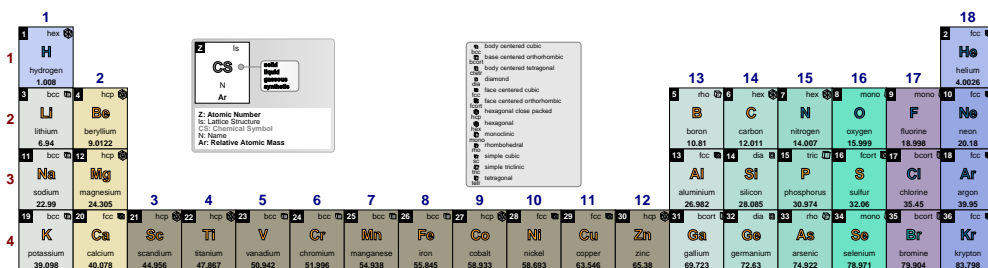 1
18
1 hex
2 fcc
H
He
hydrogen
helium
1.008
4.0026
1
Z
ls
CS
solid
liquid
gaseous
synthetic
N
Ar
Z: Atomic Number
ls: Lattice Structure
CS: Chemical Symbol
N: Name
Ar: Relative Atomic Mass
bcc body centered cubic
bcort base centered orthorhombic
cbtetr body centered tetragonal
dia diamond
fcc face centered cubic
fcort face centered orthorhombic
hcp hexagonal close packed
hex hexagonal
mono monoclinic
rho rhombohedral
sc simple cubic
tric simple triclinic
tetr tetragonal
2
13 14 15 16 17
3 bcc 4 hcp 5 rho 6 hex 7 hex 8 mono 9 mono 10 fcc
2
Li Be B C N O F Ne
lithium beryllium boron carbon nitrogen oxygen fluorine neon
6.94 9.0122 10.81 12.011 14.007 15.999 18.998 20.18
11 bcc 12 hcp 13 fcc 14 dia 15 tric 16 fcort 17 bcort 18 fcc
3
Na Mg Al Si P S Cl Ar
sodium magnesium aluminium silicon phosphorus sulfur chlorine argon
22.99 24.305 26.982 28.085 30.974 32.06 35.45 39.95
3 4 5 6 7 8 9 10 11 12
19 bcc 20 fcc 21 hcp 22 hcp 23 bcc 24 bcc 25 bcc 26 bcc 27 hcp 28 fcc 29 fcc 30 hcp 31 bcort 32 dia 33 rho 34 mono 35 bcort 36 fcc
4
K Ca Sc Ti V Cr Mn Fe Co Ni Cu Zn Ga Ge As Se Br Kr
potassium calcium scandium titanium vanadium chromium manganese iron cobalt nickel copper zinc gallium germanium arsenic selenium bromine krypton
39.098 40.078 44.956 47.867 50.942 51.996 54.938 55.845 58.933 58.693 63.546 65.38 69.723 72.63 74.922 78.971 79.904 83.798